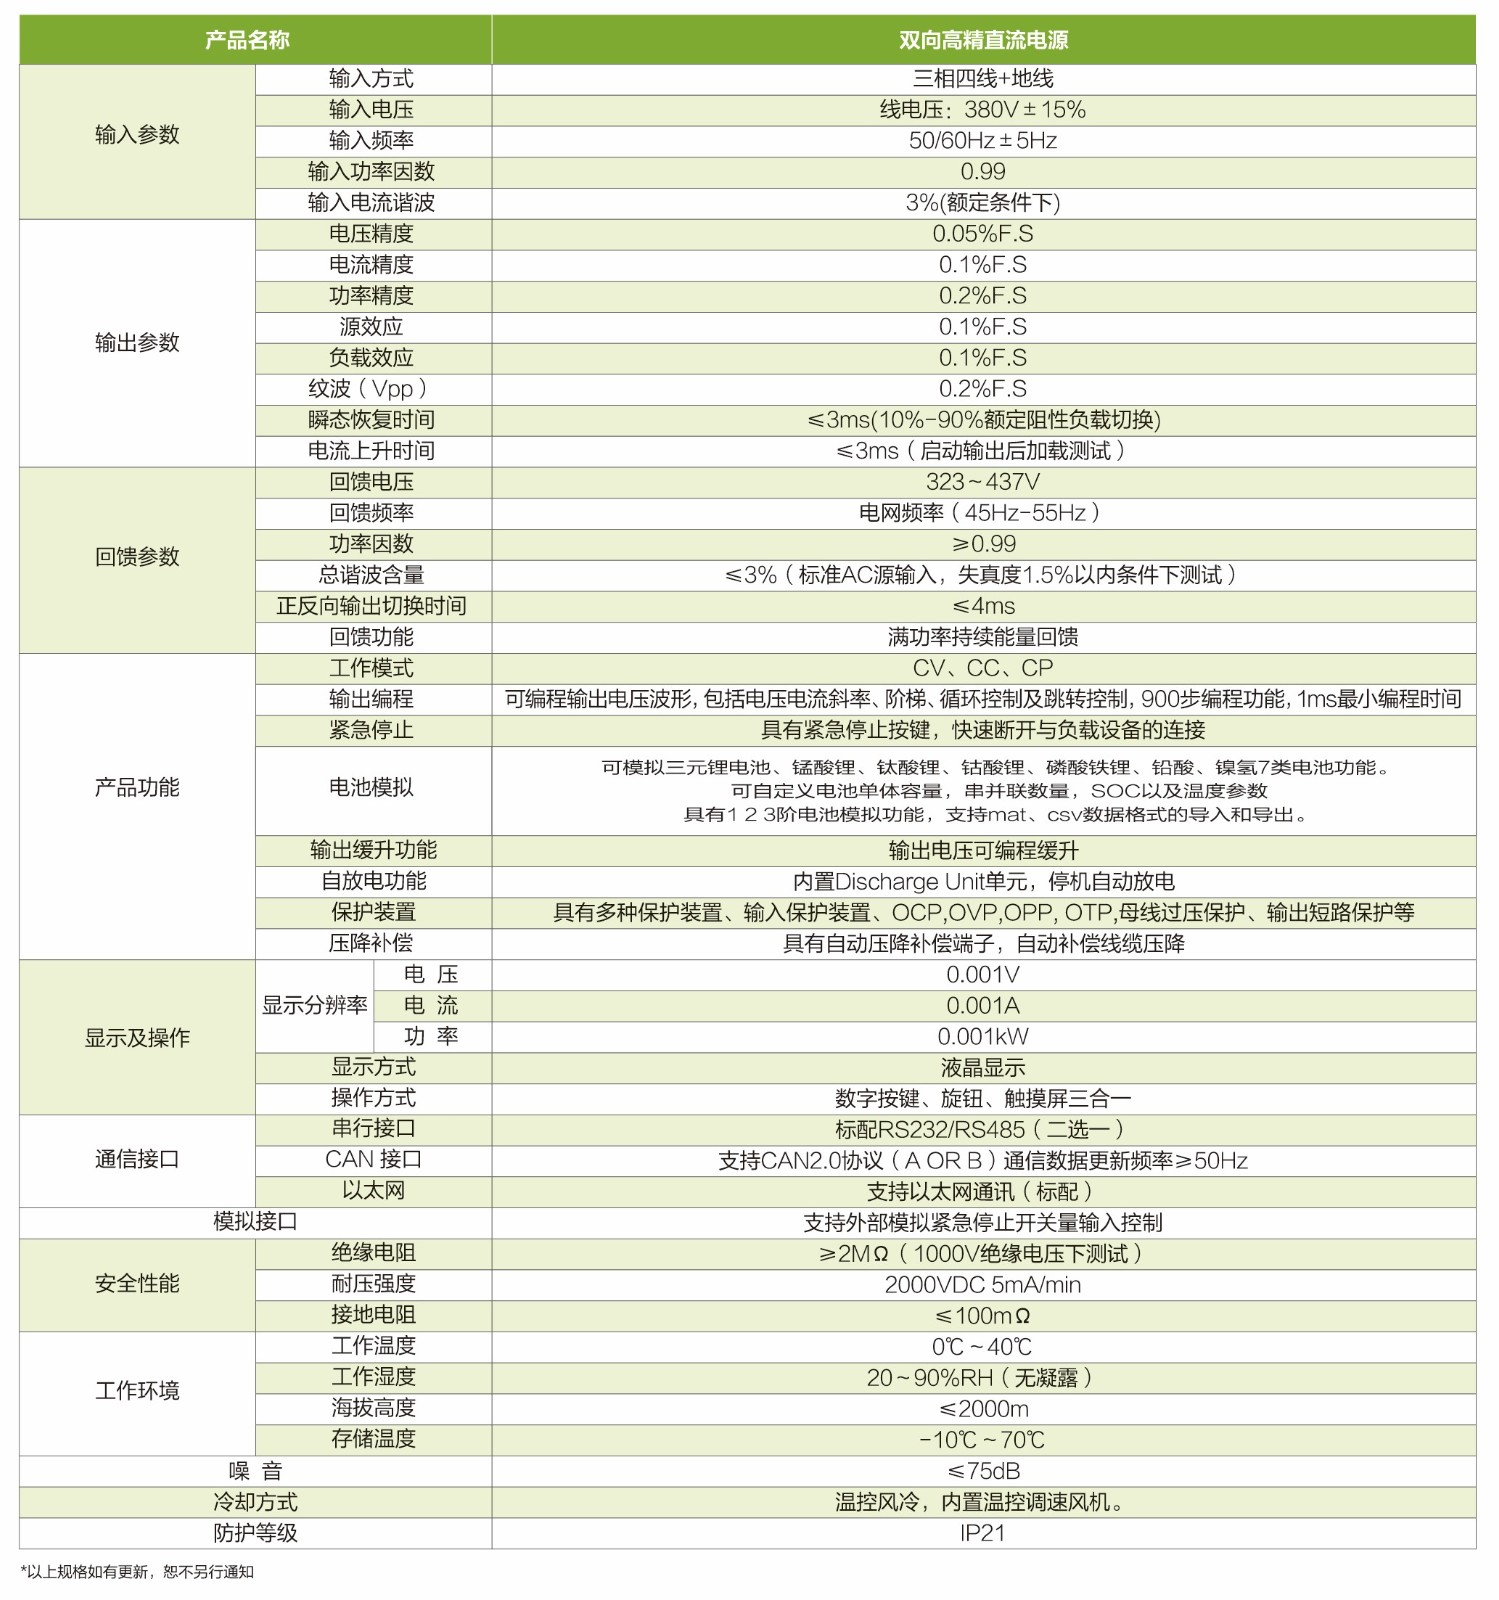 产品名称 双向高精直流电源
输入参数
输入方式 三相四线+地线
输入电压 线电压：380V±15%
输入频率 50/60Hz±5Hz
输入功率因数 0.99
输入电流谐波 3%(额定条件下)
输出参数
电压精度 0.05%F.S
电流精度 0.1%F.S
功率精度 0.2%F.S
源效应 0.1%F.S
负载效应 0.1%F.S
纹波（Vpp） 0.2%F.S
瞬态恢复时间 ≤3ms(10%-90%额定阻性负载切换)
电流上升时间 ≤3ms（启动输出后加载测试）
回馈参数
回馈电压 323~437V
回馈频率 电网频率（45Hz-55Hz）
功率因数 ≥0.99
总谐波含量 ≤3%（标准AC源输入，失真度1.5%以内条件下测试）
正反向输出切换时间 ≤4ms
回馈功能 满功率持续能量回馈
产品功能
工作模式 CV、CC、CP
输出编程 可编程输出电压波形，包括电压电流斜率、阶梯、循环控制及跳转控制，900步编程功能，1ms最小编程时间
紧急停止 具有紧急停止按键，快速断开与负载设备的连接
电池模拟
可模拟三元锂电池、锰酸锂、钛酸锂、钴酸锂、磷酸铁锂、铅酸、镍氢7类电池功能。
可自定义电池单体容量，串并联数量，SOC以及温度参数
具有1 2 3阶电池模拟功能，支持mat、csv数据格式的导入和导出。
输出缓升功能 输出电压可编程缓升
自放电功能 内置Discharge Unit单元，停机自动放电
保护装置 具有多种保护装置、输入保护装置、OCP,OVP,OPP, OTP,母线过压保护、输出短路保护等
压降补偿 具有自动压降补偿端子，自动补偿线缆压降
显示及操作
显示分辨率
电 压 0.001V
电 流 0.001A
功 率 0.001kW
显示方式 液晶显示
操作方式 数字按键、旋钮、触摸屏三合一
通信接口
串行接口 标配RS232/RS485（二选一）
CAN 接口 支持CAN2.0协议（A OR B）通信数据更新频率≥50Hz
以太网 支持以太网通讯（标配）
模拟接口 支持外部模拟紧急停止开关量输入控制
安全性能
绝缘电阻 ≥2MΩ（1000V绝缘电压下测试）
耐压强度 2000VDC 5mA/min
接地电阻 ≤100mΩ
工作环境
工作温度 0℃~40℃
工作湿度 20~90%RH（无凝露）
海拔高度 ≤2000m
存储温度 -10℃~70℃
噪 音 ≤75dB
冷却方式 温控风冷，内置温控调速风机。
防护等级 IP21
*以上规格如有更新，恕不另行通知